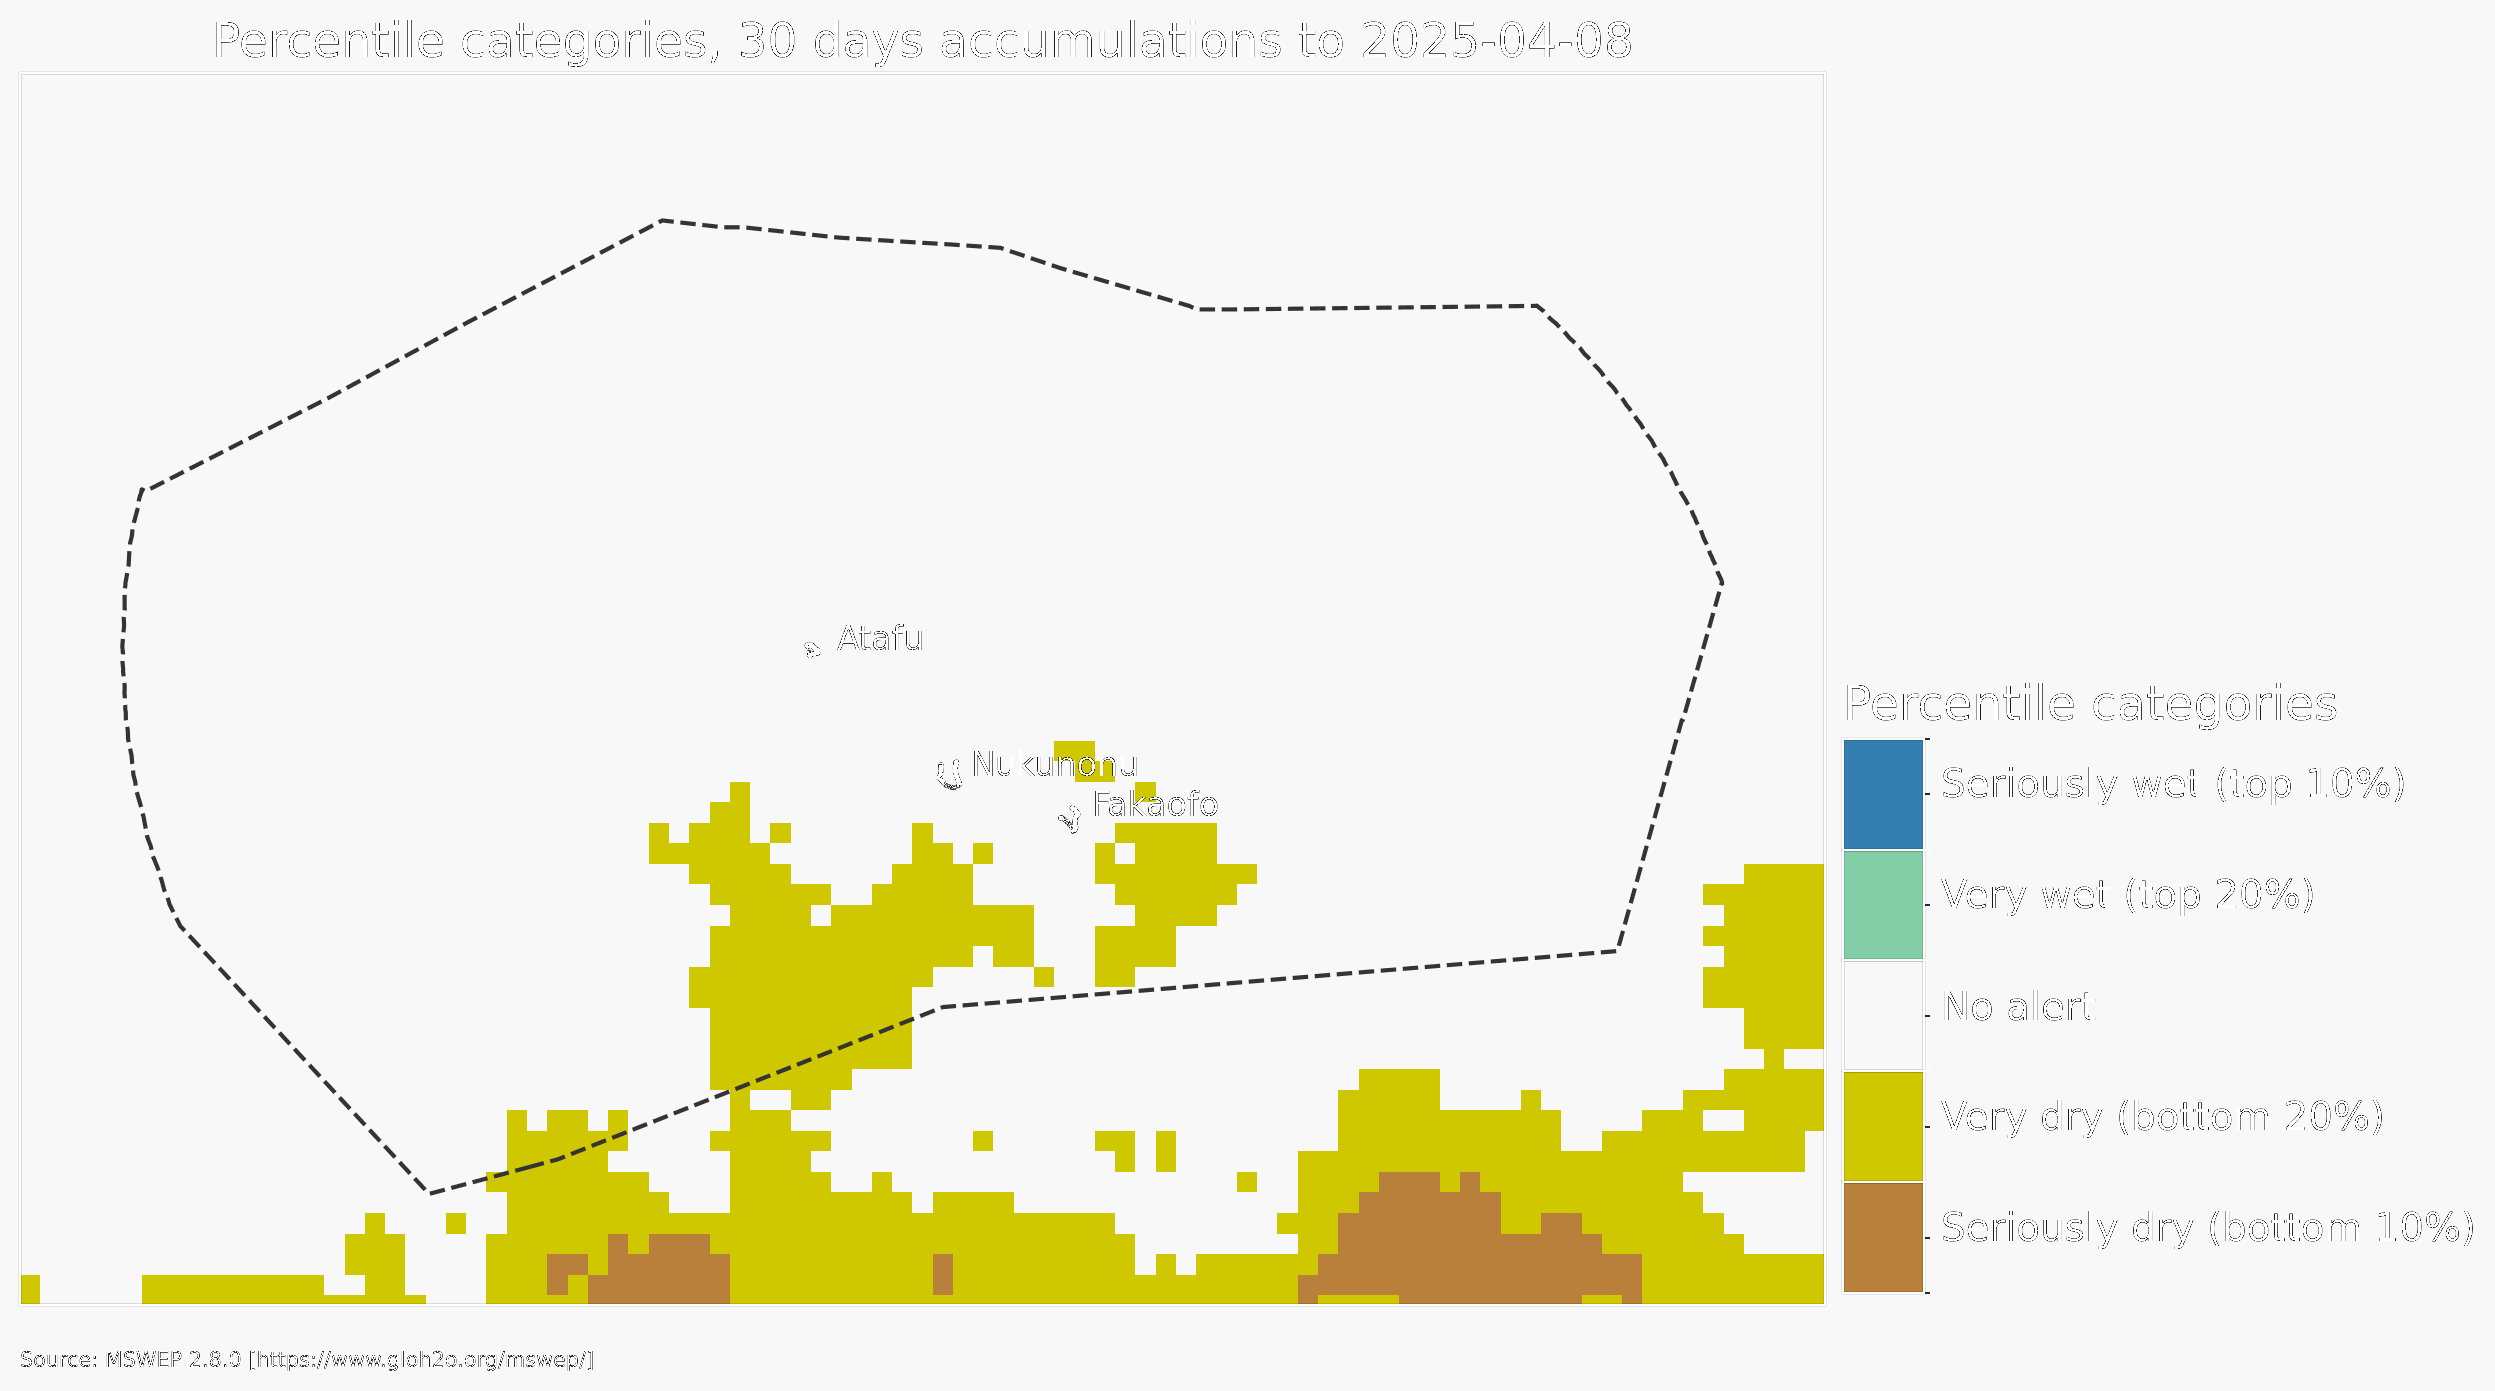 Percentile categories, 30 days accumulations to 2025-04-08
Atafu
Nukunonu
Fakaofo
Percentile categories
Seriously wet (top 10%)
Very wet (top 20%)
No alert
Very dry (bottom 20%)
Seriously dry (bottom 10%)
Source: MSWEP 2.8.0 [https://www.gloh2o.org/mswep/]